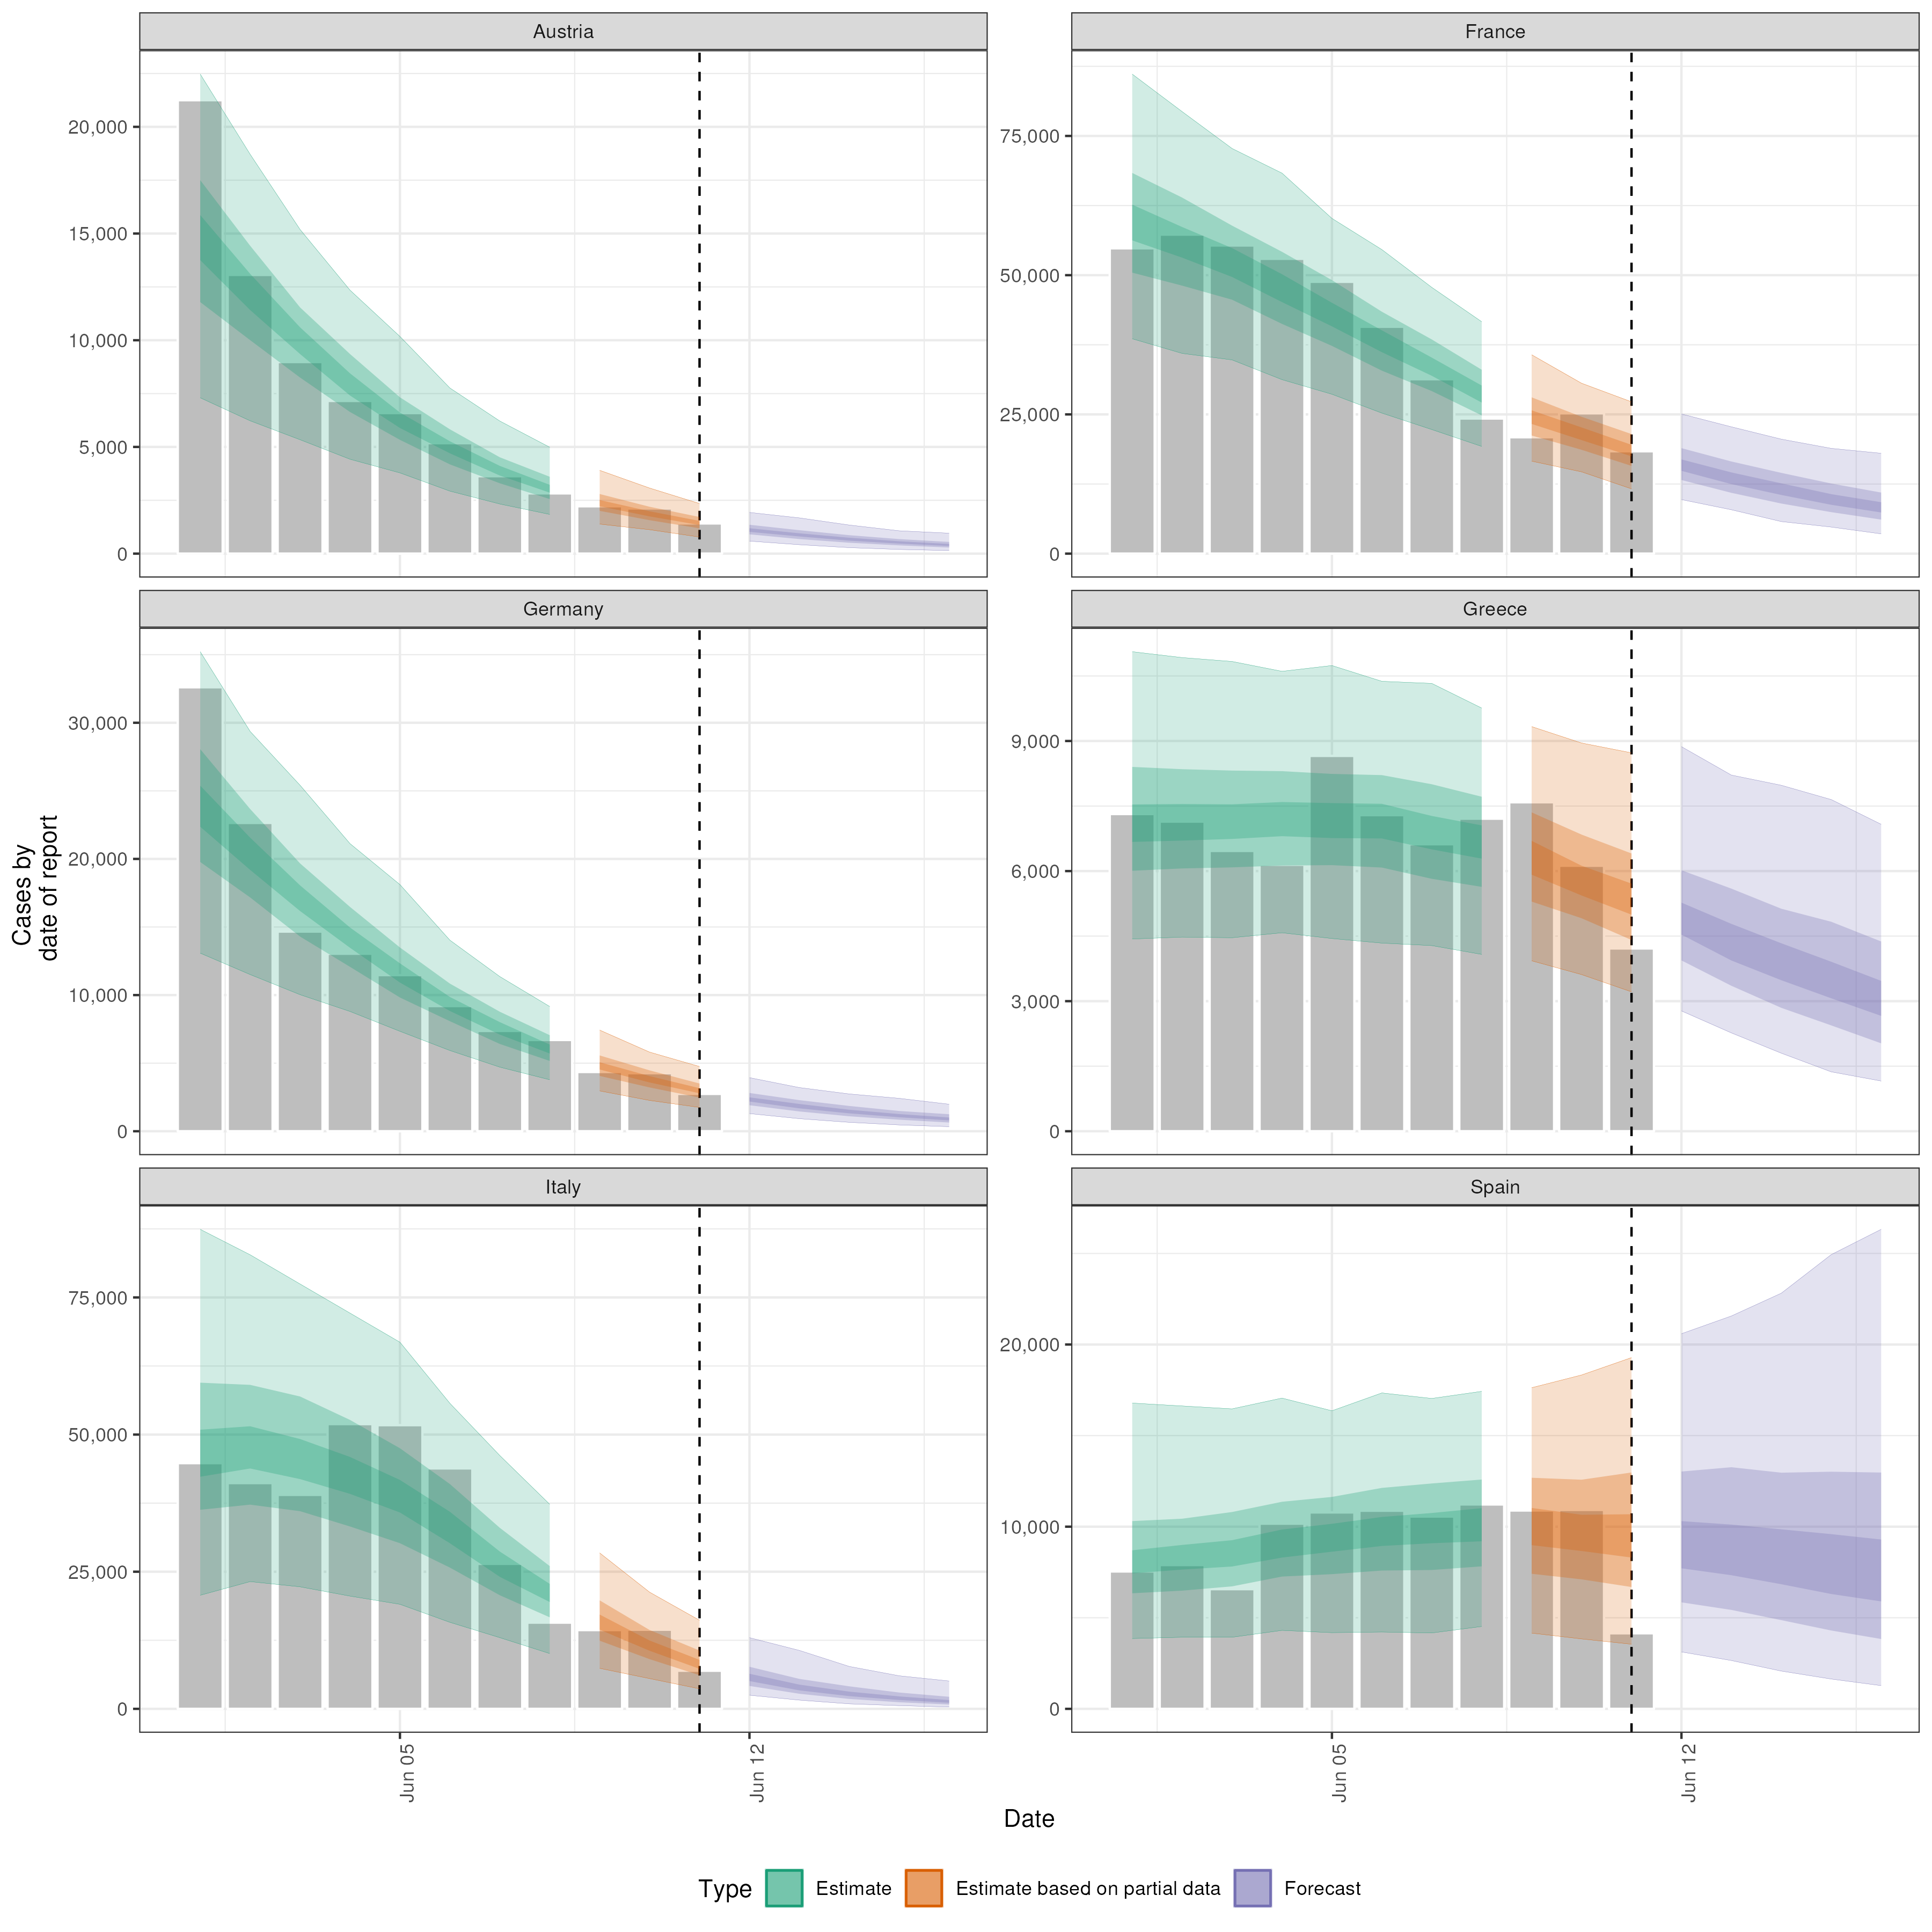 Austria
France
20,000
15,000
10,000
5,000
0
75,000
50,000
25,000
0
Germany
Greece
30,000
20,000
10,000
0
9,000
6,000
3,000
0
Italy
Spain
75,000
50,000
25,000
0
20,000
10,000
0
Cases by
date of report
Jun 05
Jun 12
Jun 05
Jun 12
Date
Type Estimate Estimate based on partial data Forecast